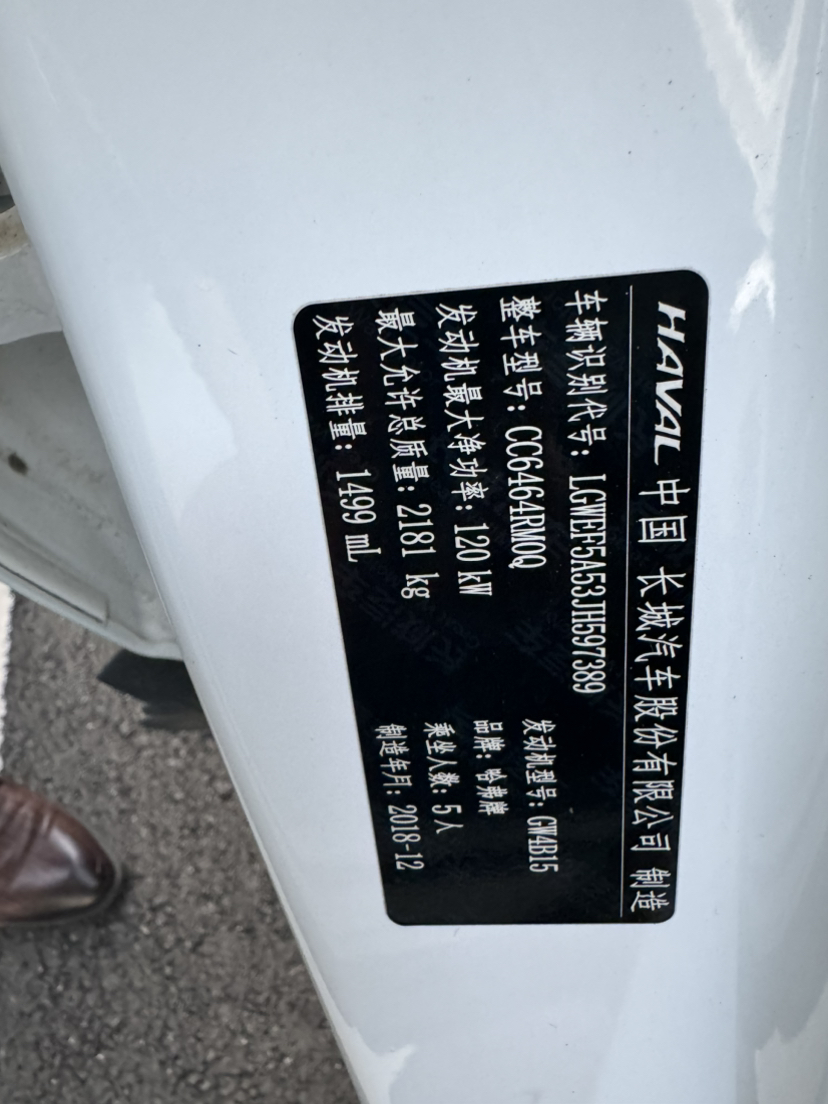 HAVAL 中国 长城汽车股份有限公司 制造
车辆识别代号: LGWEF5A53JH597389
整车型号: CC6464RM0Q 发动机型号: GW4B15
发动机最大净功率: 120 kW 品牌: 哈弗牌
最大允许总质量: 2181 kg 乘坐人数: 5人
发动机排量: 1499 mL 制造年月: 2018-12